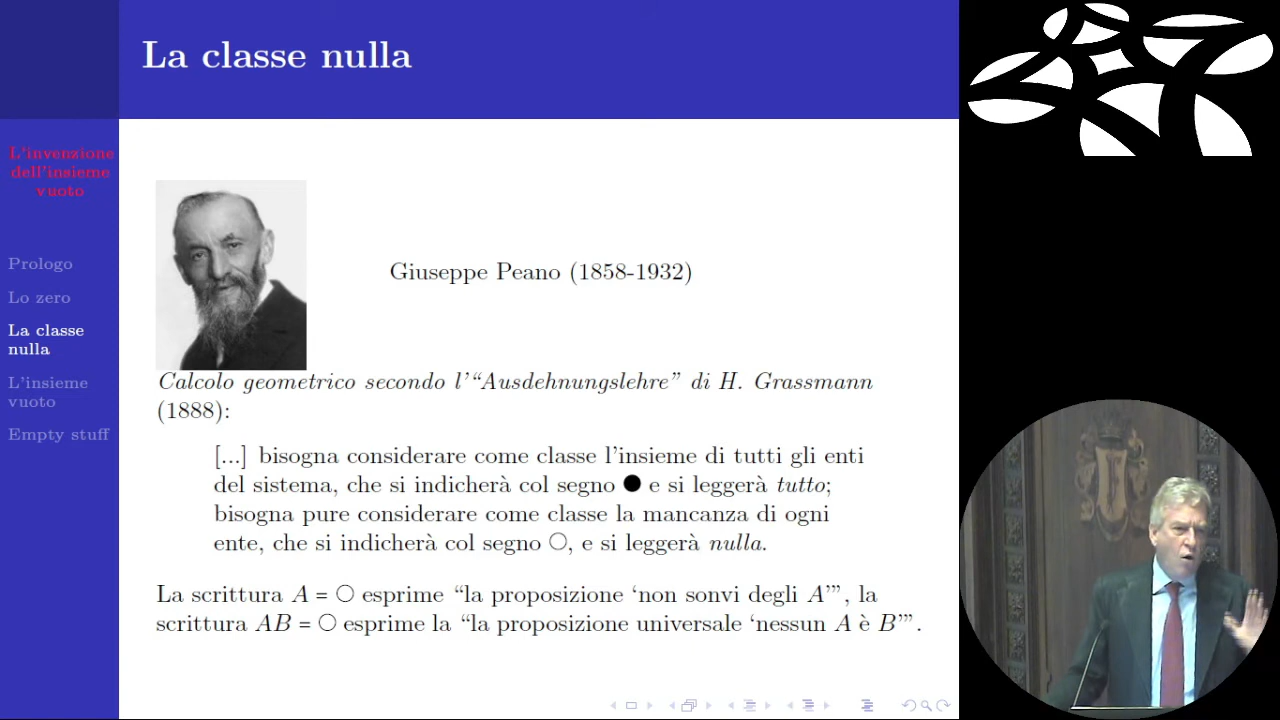 La classe nulla
L'invenzione
dell'insieme
vuoto
Prologo
Lo zero
La classe
nulla
L'insieme
vuoto
Empty stuff
Giuseppe Peano (1858-1932)
Calcolo geometrico secondo l'“Ausdehnungslehre” di H. Grassmann
(1888):
[...] bisogna considerare come classe l'insieme di tutti gli enti
del sistema, che si indicherà col segno ● e si leggerà tutto;
bisogna pure considerare come classe la mancanza di ogni
ente, che si indicherà col segno ○, e si leggerà nulla.
La scrittura A = ○ esprime “la proposizione ‘non sonvi degli A’”, la
scrittura AB = ○ esprime la “la proposizione universale ‘nessun A è B’”.